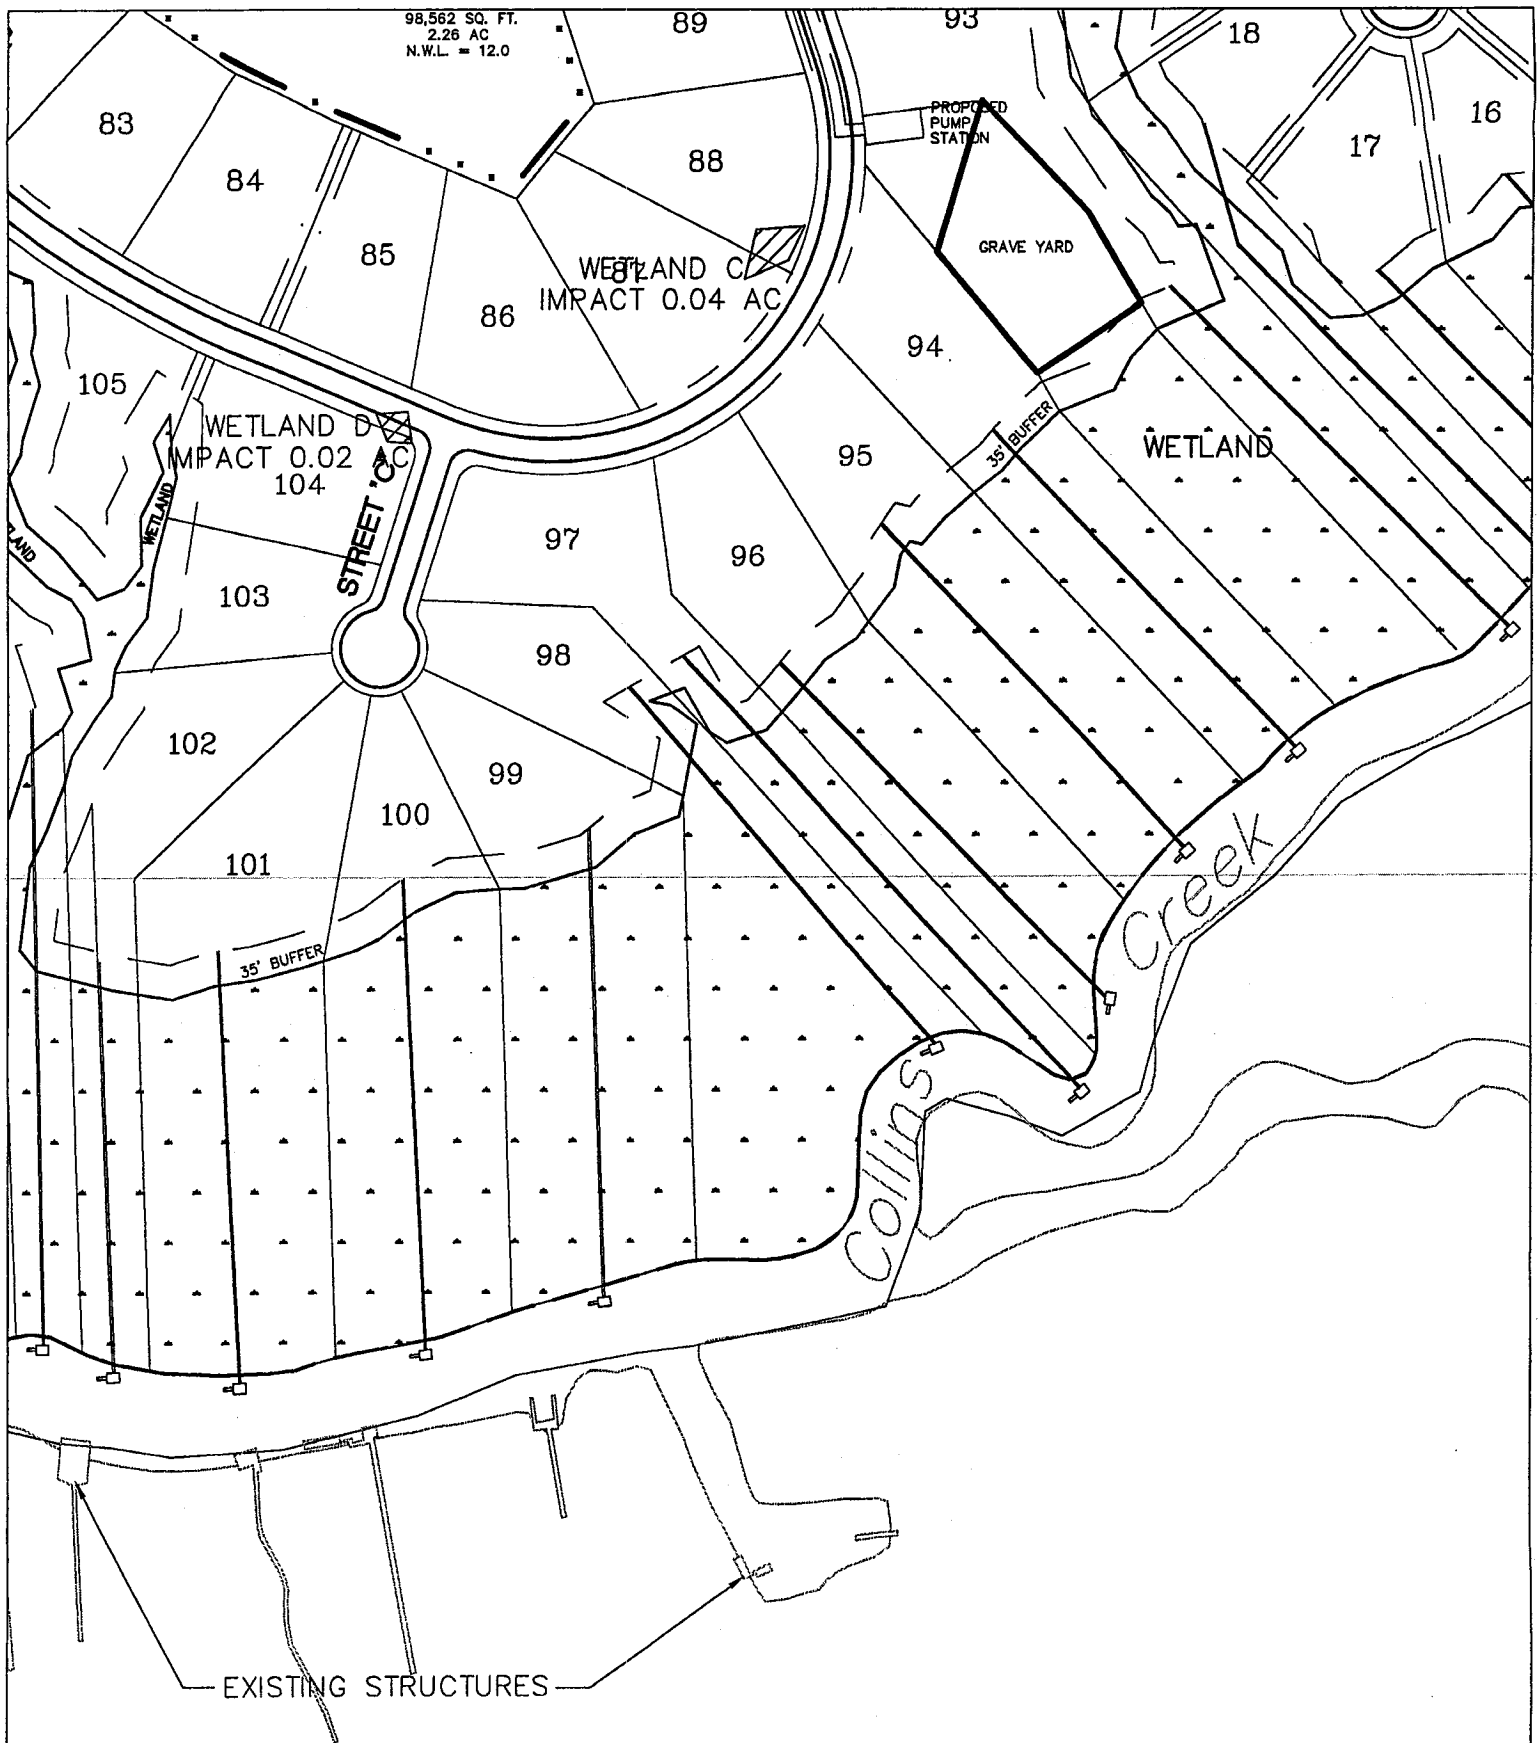 98,562 SQ. FT.
2.26 AC
N.W.L. = 12.0
89
93
18
83
PROPOSED
PUMP
STATION
16
17
84
88
85
GRAVE YARD
WETLAND C
87
IMPACT 0.04 AC
86
94
105
WETLAND D
IMPACT 0.02 AC
104
STREET 'C'
WETLAND
TLAND
95
35' BUFFER
WETLAND
97
96
103
98
102
99
100
101
35' BUFFER
Collins Creek
EXISTING STRUCTURES